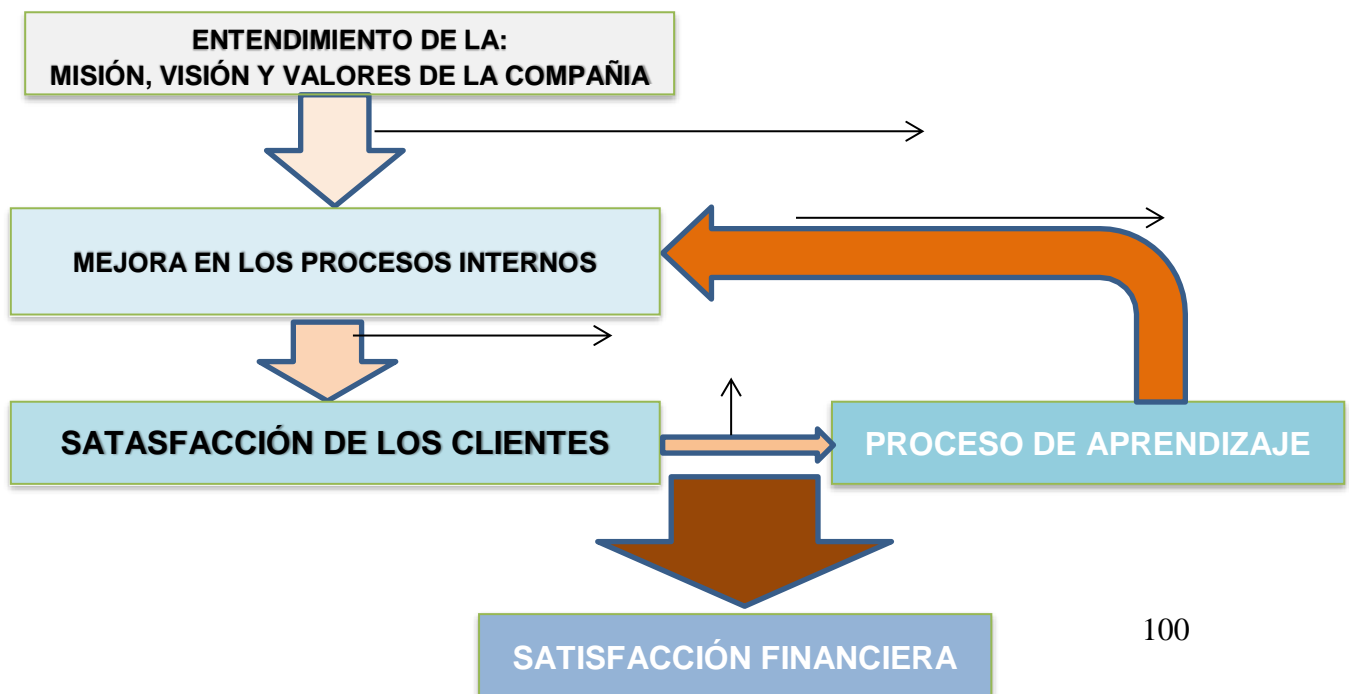 ENTENDIMIENTO DE LA:
MISIÓN, VISIÓN Y VALORES DE LA COMPAÑIA
MEJORA EN LOS PROCESOS INTERNOS
SATASFACCIÓN DE LOS CLIENTES
PROCESO DE APRENDIZAJE
SATISFACCIÓN FINANCIERA
100